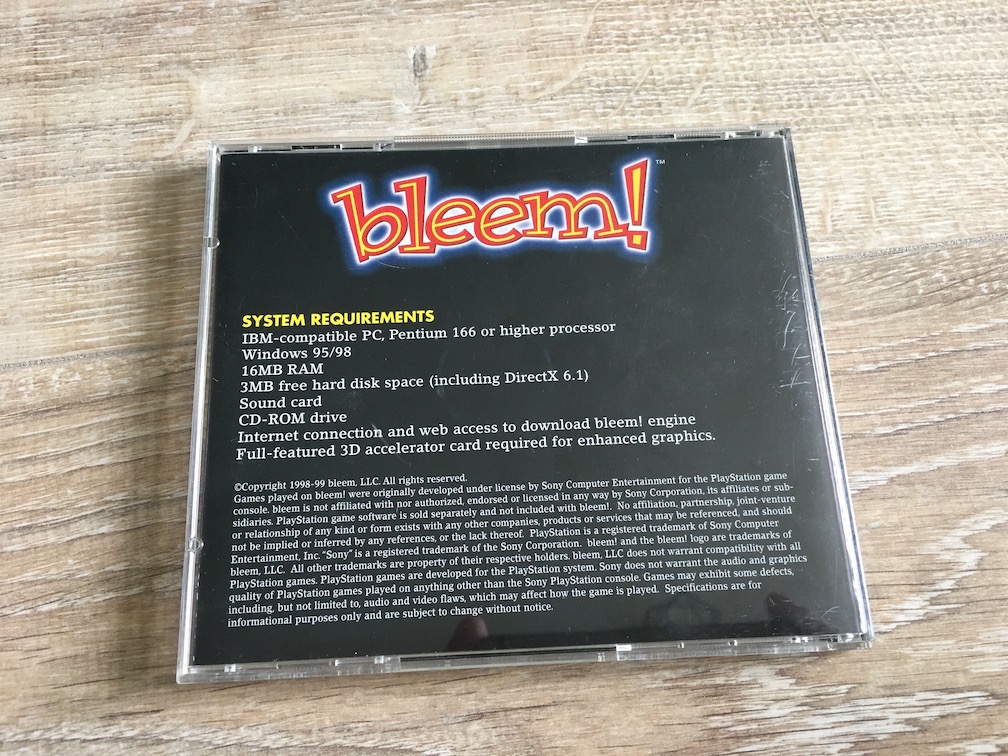 bleem!™
SYSTEM REQUIREMENTS
IBM-compatible PC, Pentium 166 or higher processor
Windows 95/98
16MB RAM
3MB free hard disk space (including DirectX 6.1)
Sound card
CD-ROM drive
Internet connection and web access to download bleem! engine
Full-featured 3D accelerator card required for enhanced graphics.
©Copyright 1998-99 bleem, LLC. All rights reserved.
Games played on bleem! were originally developed under license by Sony Computer Entertainment for the PlayStation game
console. bleem is not affiliated with nor authorized, endorsed or licensed in any way by Sony Corporation, its affiliates or sub-
sidiaries. PlayStation game software is sold separately and not included with bleem!. No affiliation, partnership, joint-venture
or relationship of any kind or form exists with any other companies, products or services that may be referenced, and should
not be implied or inferred by any references, or the lack thereof. PlayStation is a registered trademark of Sony Computer
Entertainment, Inc. "Sony" is a registered trademark of the Sony Corporation. bleem! and the bleem! logo are trademarks of
bleem, LLC. All other trademarks are property of their respective holders. bleem, LLC does not warrant compatibility with all
PlayStation games. PlayStation games are developed for the PlayStation system. Sony does not warrant the audio and graphics
quality of PlayStation games played on anything other than the Sony PlayStation console. Games may exhibit some defects,
including, but not limited to, audio and video flaws, which may affect how the game is played. Specifications are for
informational purposes only and are subject to change without notice.